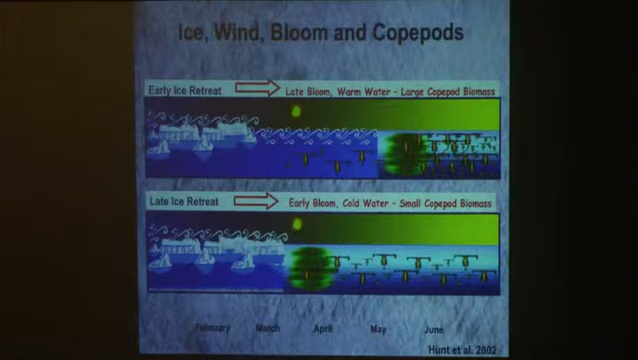 Ice, Wind, Bloom and Copepods
Early Ice Retreat
Late Bloom, Warm Water - Large Copepod Biomass
Late Ice Retreat
Early Bloom, Cold Water - Small Copepod Biomass
February March April May June
Hunt et al. 2002